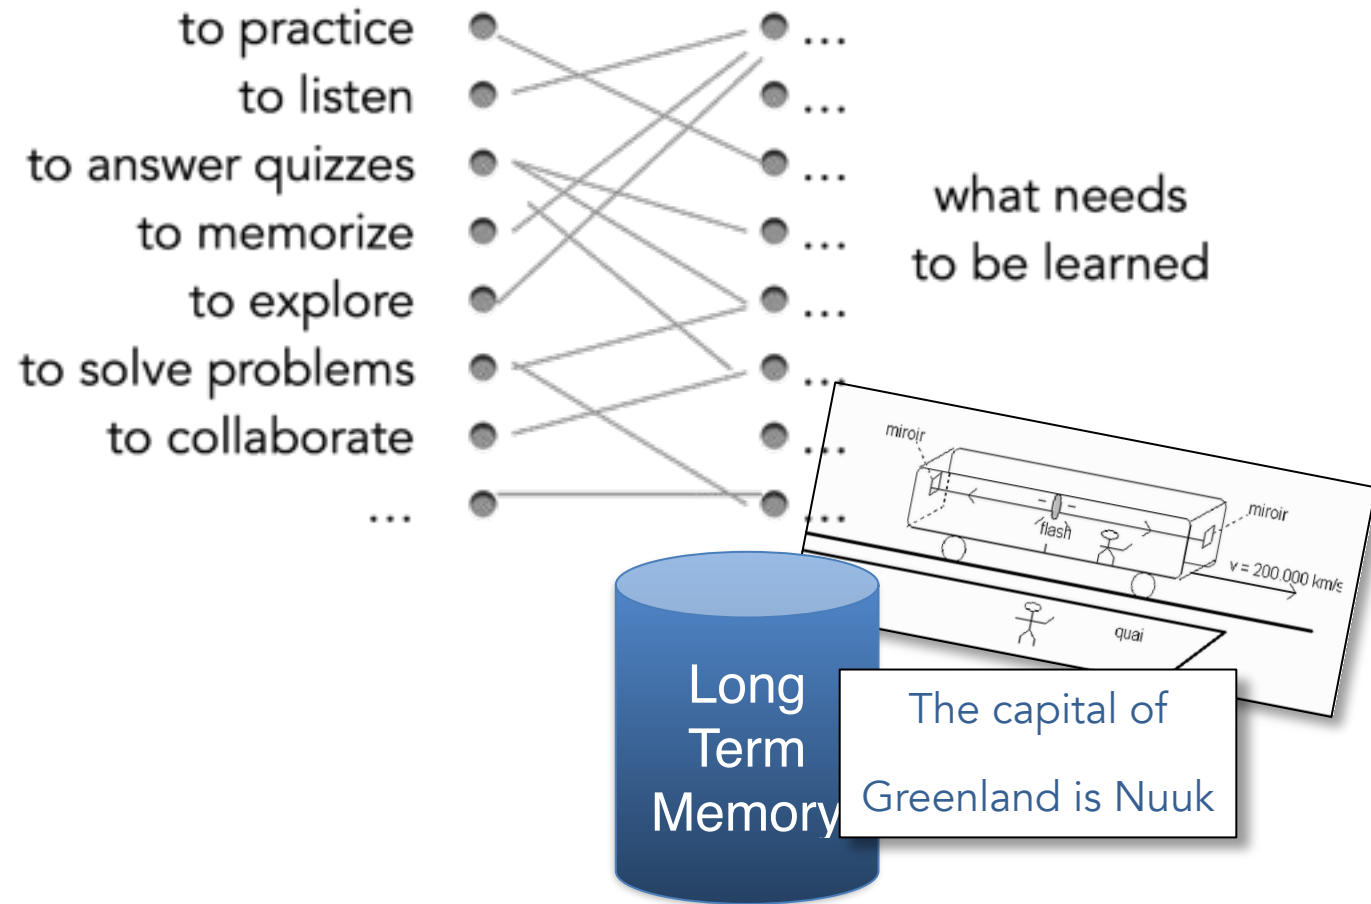 to practice
...
to listen
...
to answer quizzes
...
to memorize
...
to explore
...
to solve problems
...
to collaborate
...
...
...
what needs
to be learned
miroir
flash
miroir
v = 200.000 km/s
quai
Long
Term
Memory
The capital of
Greenland is Nuuk